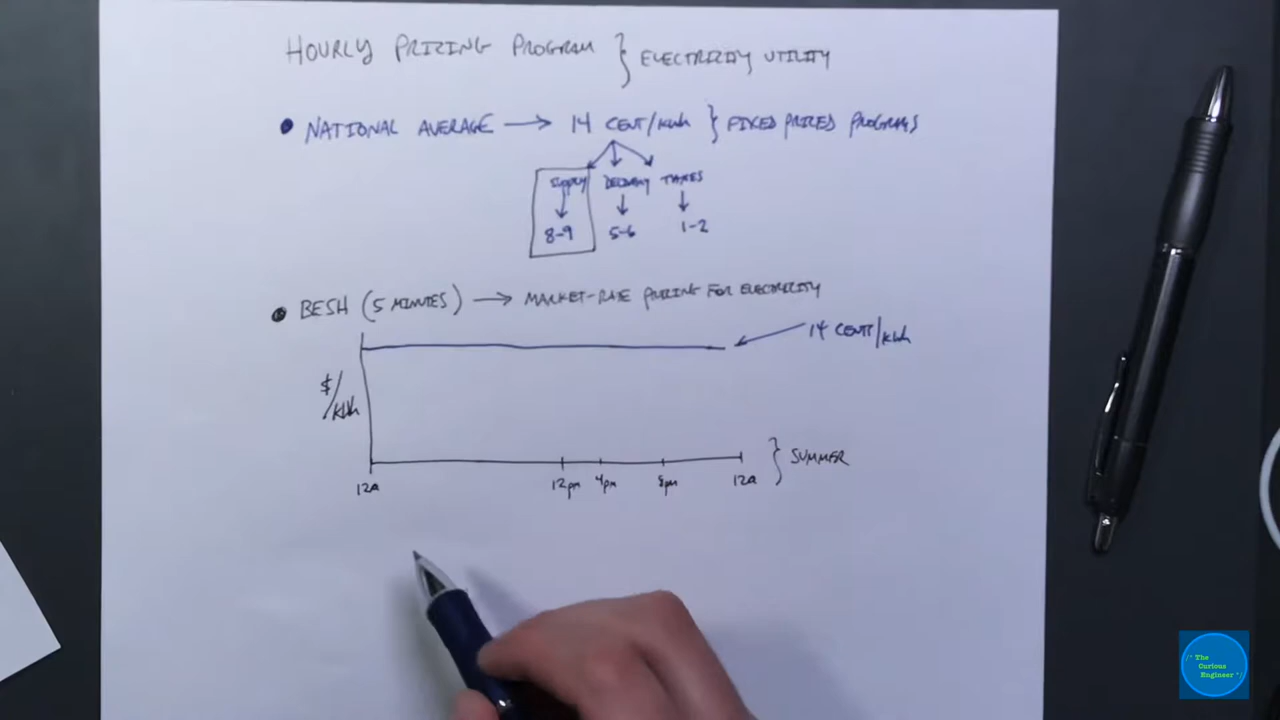 HOURLY PRICING PROGRAM } ELECTRICITY UTILITY
• NATIONAL AVERAGE → 14 CENT/KWh } FIXED PRICED PROGRAMS
SUPPLY DELIVERY TAXES
8-9 5-6 1-2
• BESH (5 MINUTES) → MARKET-RATE PRICING FOR ELECTRICITY
14 CENT/KWh
$/KWh
} SUMMER
12A 12pm 4pm 8pm 12A
/* The
Curious
Engineer */